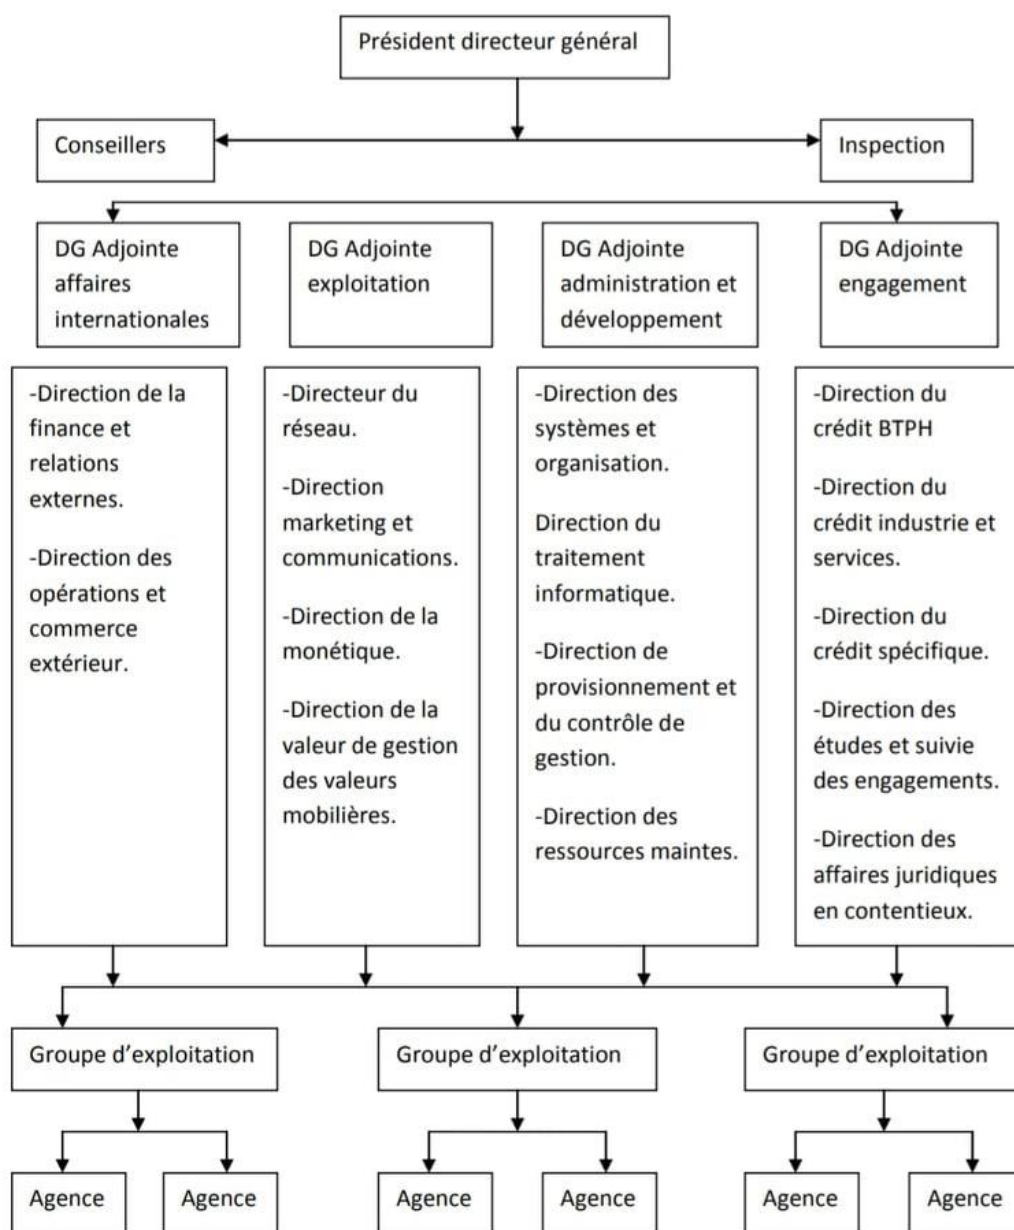 Président directeur général
Conseillers
Inspection
DG Adjointe
affaires
internationales
DG Adjointe
exploitation
DG Adjointe
administration et
développement
DG Adjointe
engagement
-Direction de la
finance et
relations
externes.
-Direction des
opérations et
commerce
extérieur.
-Directeur du
réseau.
-Direction
marketing et
communications.
-Direction de la
monétique.
-Direction de la
valeur de gestion
des valeurs
mobilières.
-Direction des
systèmes et
organisation.
Direction du
traitement
informatique.
-Direction de
provisionnement et
du contrôle de
gestion.
-Direction des
ressources maintes.
-Direction du
crédit BTPH
-Direction du
crédit industrie et
services.
-Direction du
crédit spécifique.
-Direction des
études et suivie
des engagements.
-Direction des
affaires juridiques
en contentieux.
Groupe d’exploitation
Groupe d’exploitation
Groupe d’exploitation
Agence
Agence
Agence
Agence
Agence
Agence